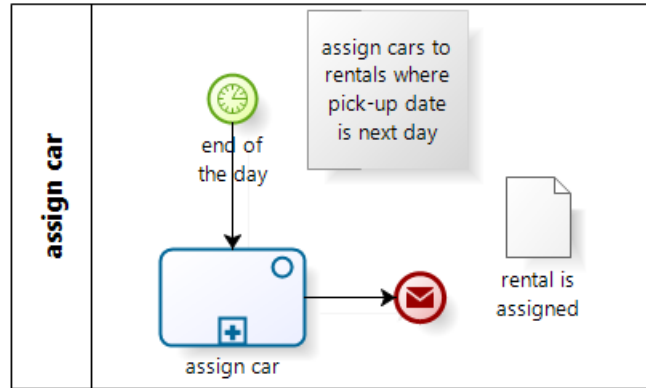 assign car
end of
the day
assign cars to
rentals where
pick-up date
is next day
rental is
assigned
assign car